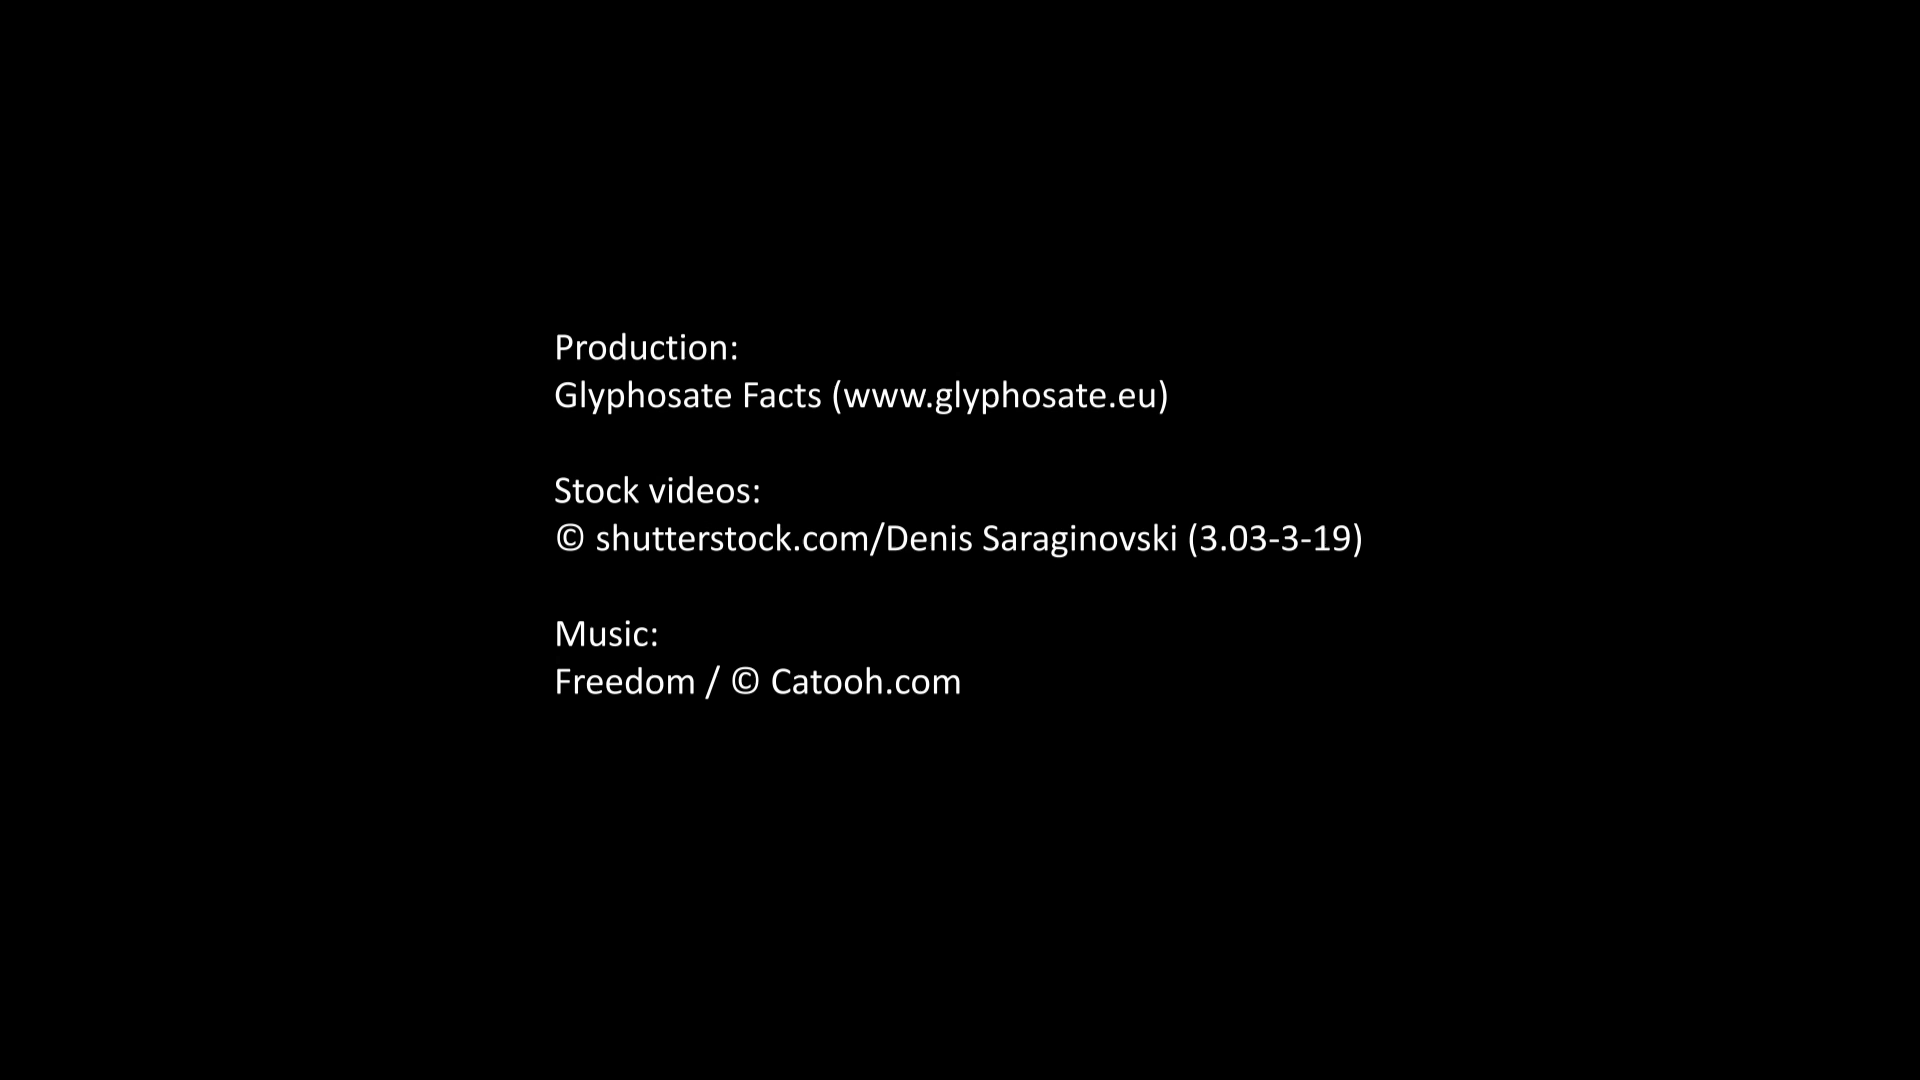 Production:
Glyphosate Facts (www.glyphosate.eu)
Stock videos:
© shutterstock.com/Denis Saraginovski (3.03-3-19)
Music:
Freedom / © Catooh.com